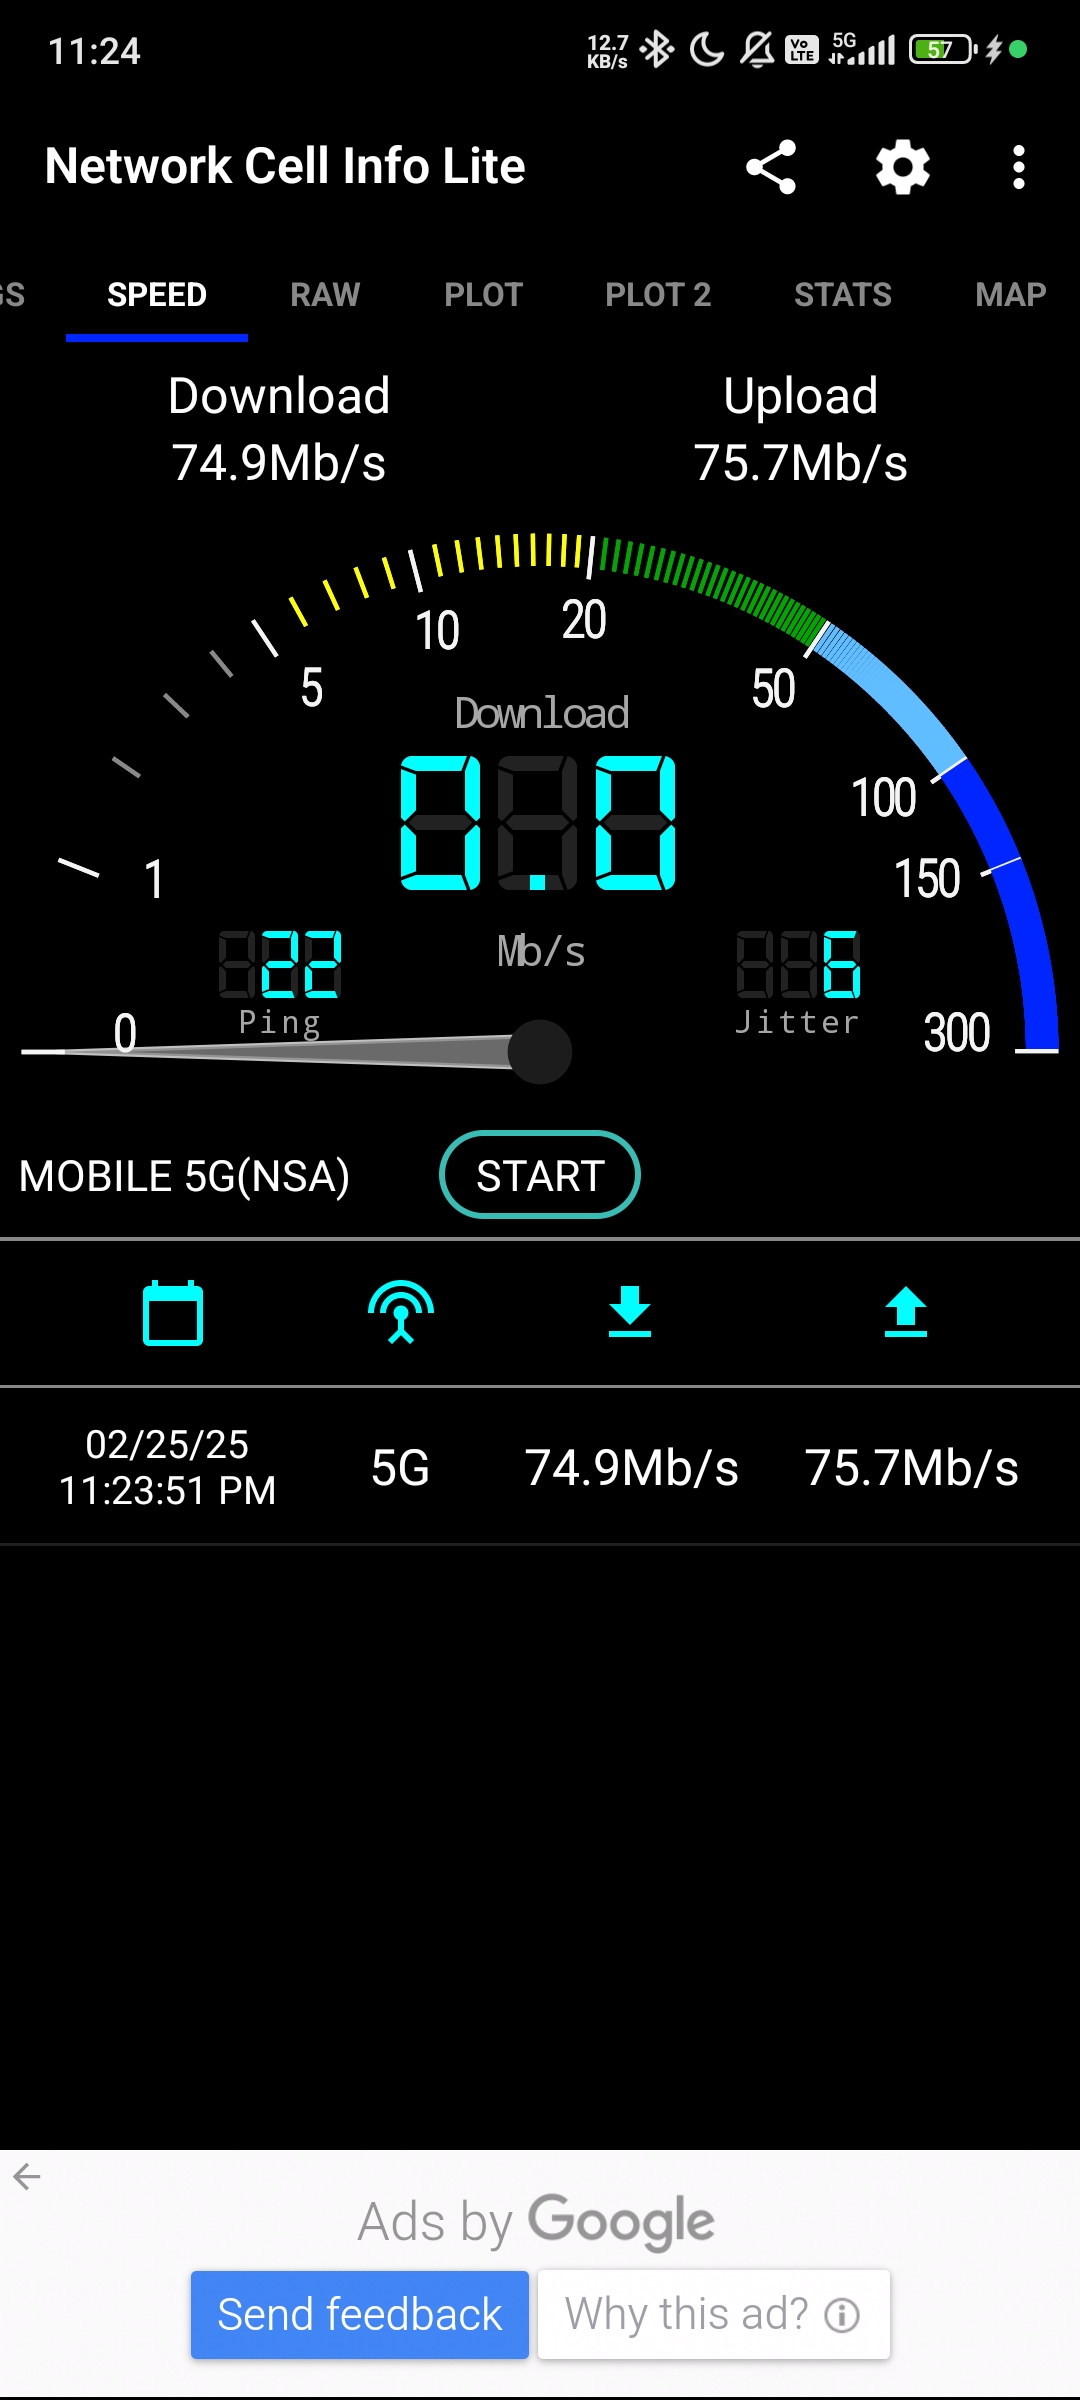 11:24
12.7
KB/s
Vo
LTE
5G
57
Network Cell Info Lite
GS SPEED RAW PLOT PLOT 2 STATS MAP
Download Upload
74.9Mb/s 75.7Mb/s
0 1 5 10 20 50 100 150 300
Download
0.0
Mb/s
22
Ping
6
Jitter
MOBILE 5G(NSA)
START
02/25/25
11:23:51 PM
5G 74.9Mb/s 75.7Mb/s
Ads by Google
Send feedback
Why this ad?